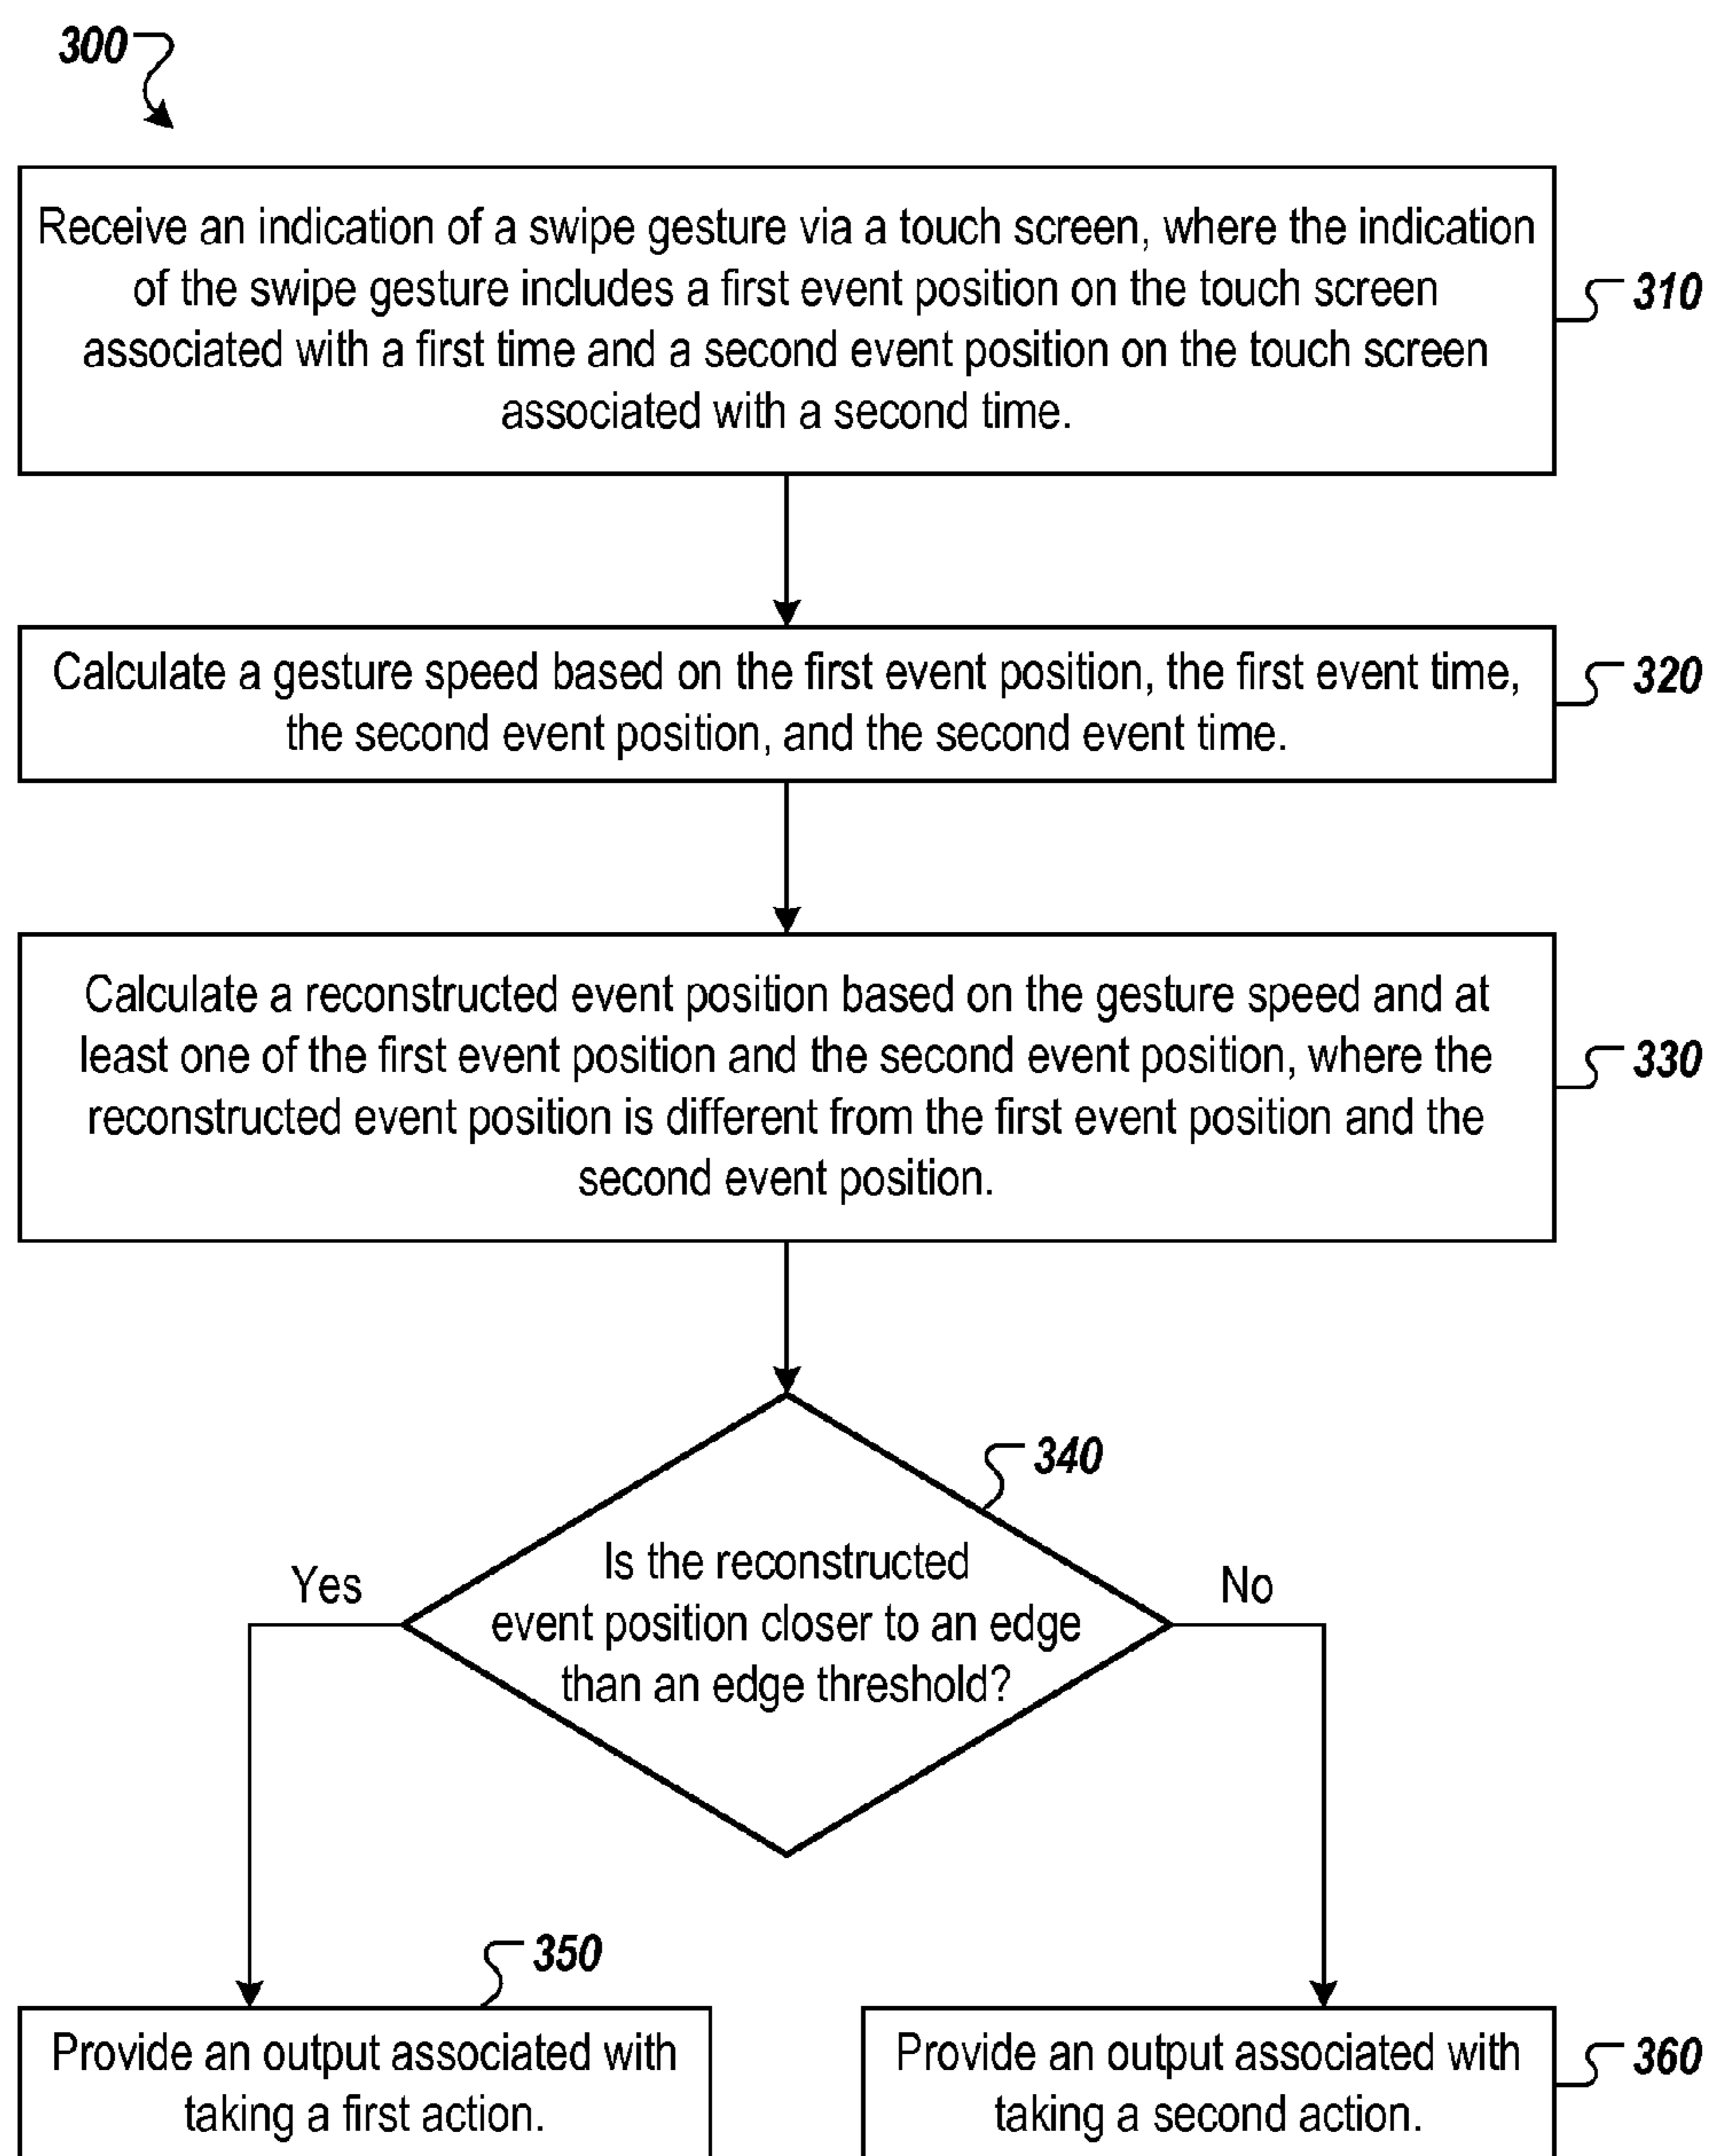 300
Receive an indication of a swipe gesture via a touch screen, where the indication
of the swipe gesture includes a first event position on the touch screen
associated with a first time and a second event position on the touch screen
associated with a second time.
310
Calculate a gesture speed based on the first event position, the first event time,
the second event position, and the second event time.
320
Calculate a reconstructed event position based on the gesture speed and at
least one of the first event position and the second event position, where the
reconstructed event position is different from the first event position and the
second event position.
330
340
Is the reconstructed
event position closer to an edge
than an edge threshold?
Yes
No
350
Provide an output associated with
taking a first action.
Provide an output associated with
taking a second action.
360